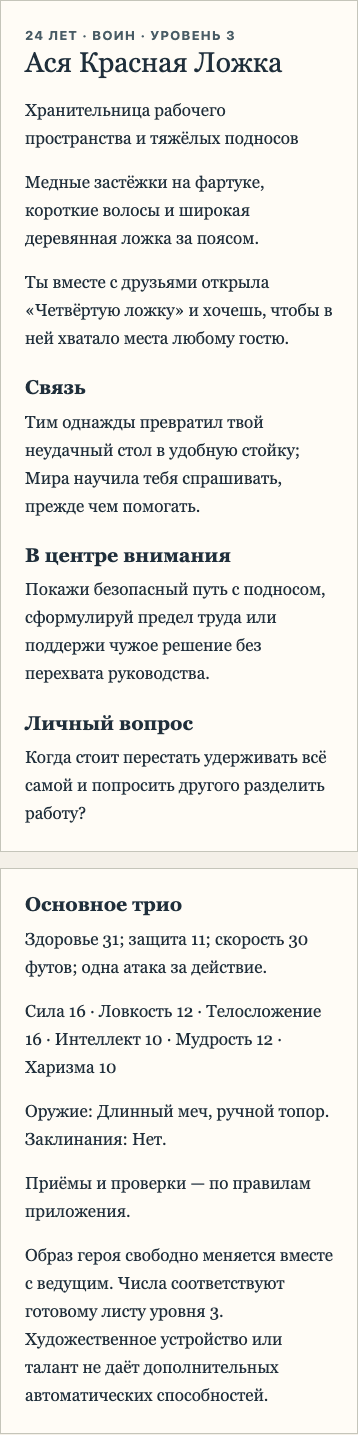 24 ЛЕТ · ВОИН · УРОВЕНЬ 3
Ася Красная Ложка
Хранительница рабочего
пространства и тяжёлых подносов
Медные застёжки на фартуке,
короткие волосы и широкая
деревянная ложка за поясом.
Ты вместе с друзьями открыла
«Четвёртую ложку» и хочешь, чтобы в
ней хватало места любому гостю.
Связь
Тим однажды превратил твой
неудачный стол в удобную стойку;
Мира научила тебя спрашивать,
прежде чем помогать.
В центре внимания
Покажи безопасный путь с подносом,
сформулируй предел труда или
поддержи чужое решение без
перехвата руководства.
Личный вопрос
Когда стоит перестать удерживать всё
самой и попросить другого разделить
работу?
Основное трио
Здоровье 31; защита 11; скорость 30
футов; одна атака за действие.
Сила 16 · Ловкость 12 · Телосложение
16 · Интеллект 10 · Мудрость 12 ·
Харизма 10
Оружие: Длинный меч, ручной топор.
Заклинания: Нет.
Приёмы и проверки — по правилам
приложения.
Образ героя свободно меняется вместе
с ведущим. Числа соответствуют
готовому листу уровня 3.
Художественное устройство или
талант не даёт дополнительных
автоматических способностей.